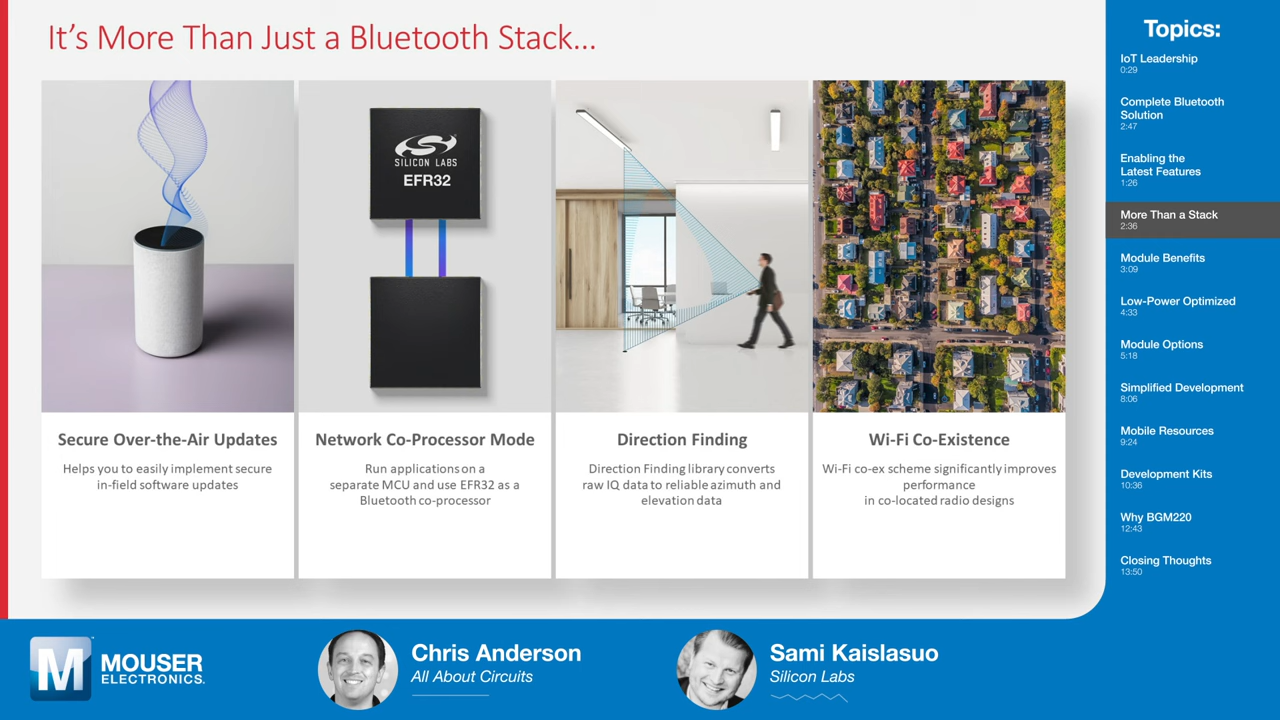 It's More Than Just a Bluetooth Stack...
SILICON LABS
EFR32
Secure Over-the-Air Updates
Helps you to easily implement secure
in-field software updates
Network Co-Processor Mode
Run applications on a
separate MCU and use EFR32 as a
Bluetooth co-processor
Direction Finding
Direction Finding library converts
raw IQ data to reliable azimuth and
elevation data
Wi-Fi Co-Existence
Wi-Fi co-ex scheme significantly improves
performance
in co-located radio designs
Topics:
IoT Leadership
0:29
Complete Bluetooth
Solution
2:47
Enabling the
Latest Features
1:26
More Than a Stack
2:36
Module Benefits
3:09
Low-Power Optimized
4:33
Module Options
5:18
Simplified Development
8:06
Mobile Resources
9:24
Development Kits
10:36
Why BGM220
12:43
Closing Thoughts
13:50
M
MOUSER
ELECTRONICS.
Chris Anderson
All About Circuits
Sami Kaislasuo
Silicon Labs